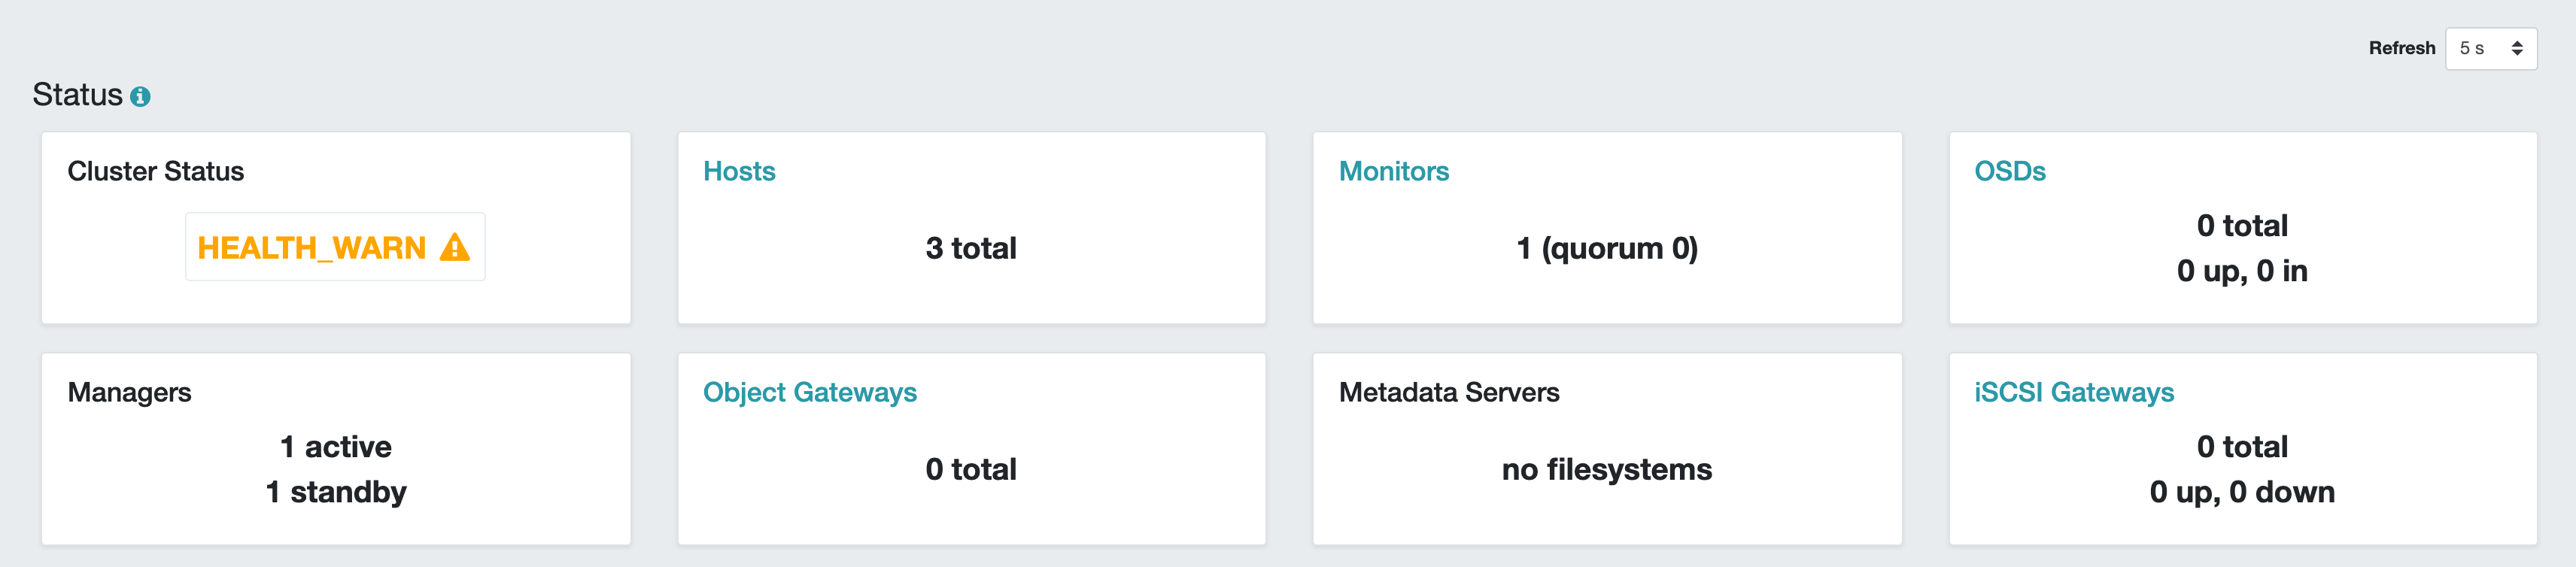 Refresh 5 s
Status
Cluster Status
HEALTH_WARN
Hosts
3 total
Monitors
1 (quorum 0)
OSDs
0 total
0 up, 0 in
Managers
1 active
1 standby
Object Gateways
0 total
Metadata Servers
no filesystems
iSCSI Gateways
0 total
0 up, 0 down